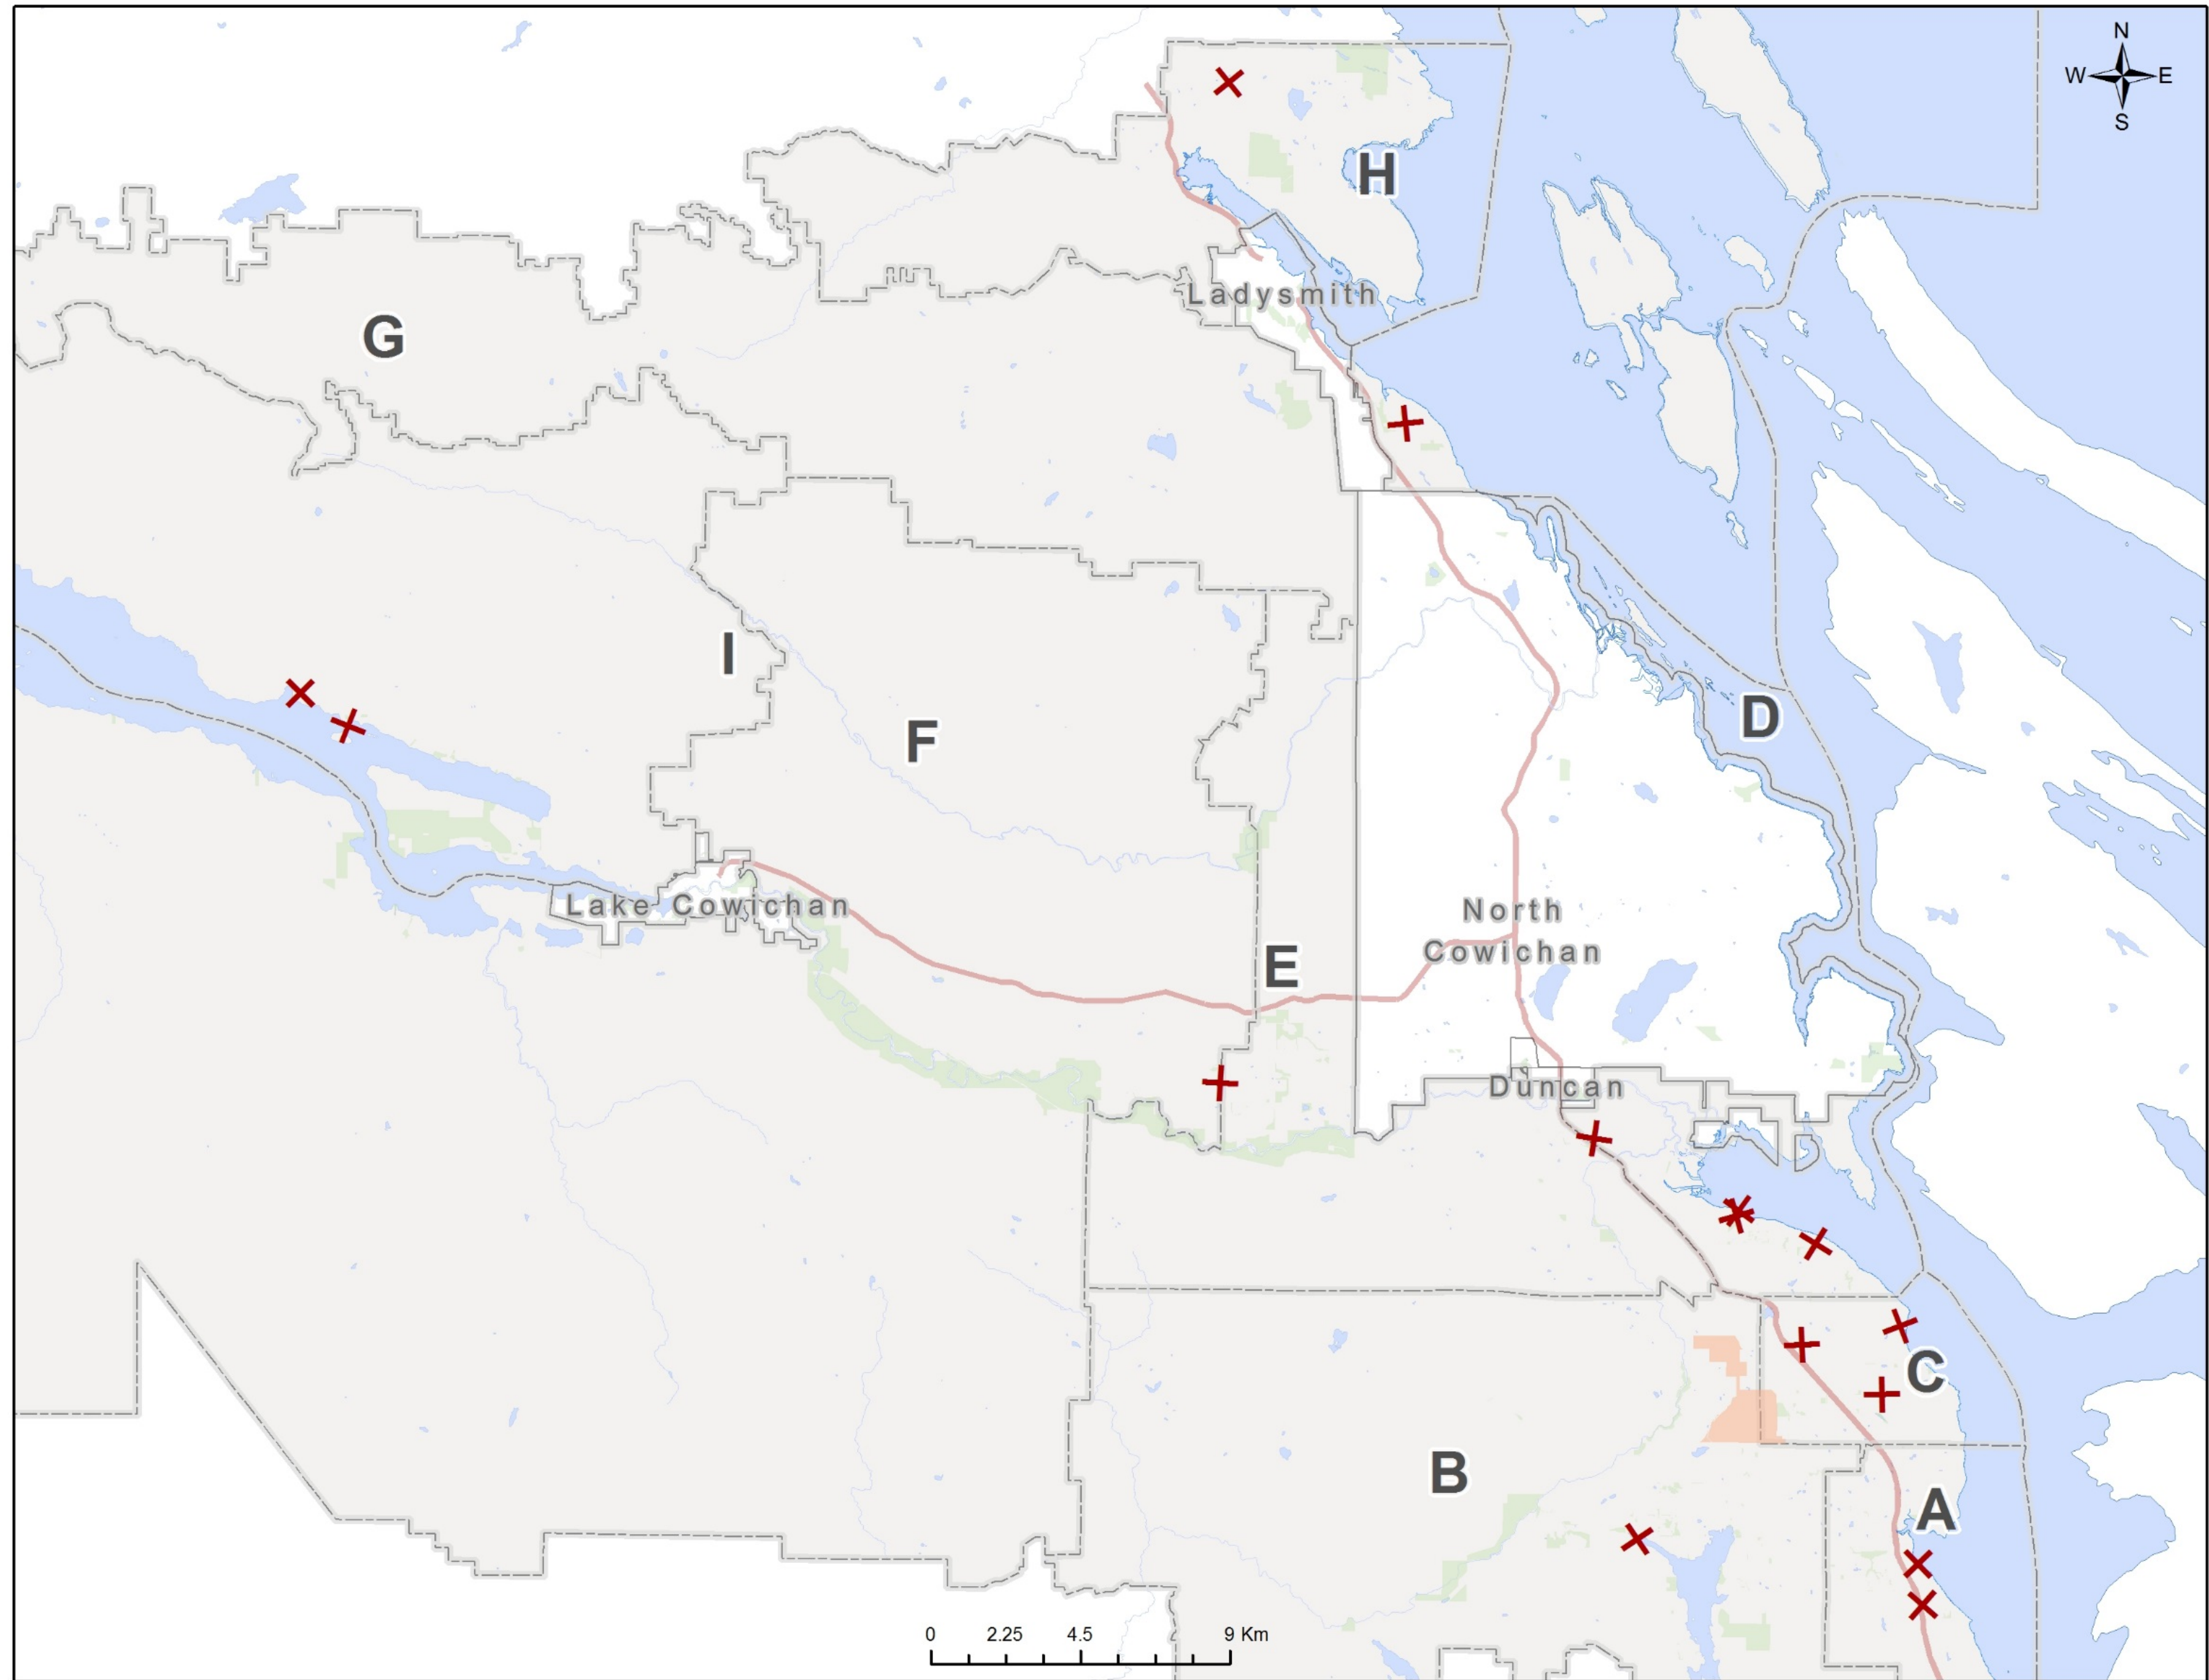 N
W E
S
H
Ladysmith
G
I
F
D
Lake Cowichan
North
Cowichan
E
Duncan
C
B
A
0 2.25 4.5 9 Km